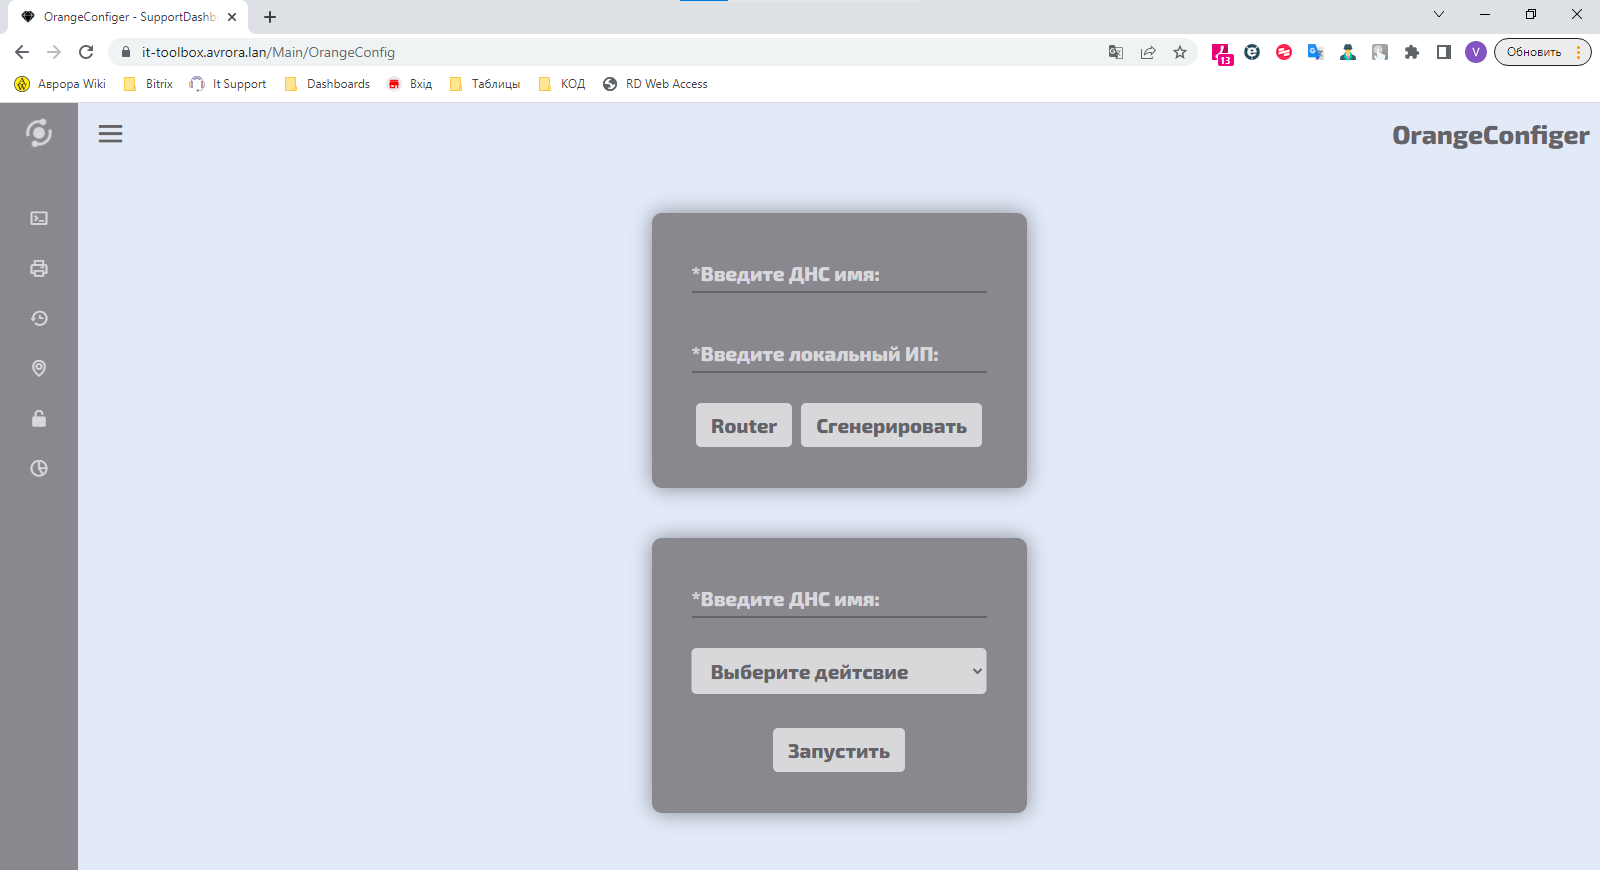 OrangeConfiger - SupportDashb
it-toolbox.avrora.lan/Main/OrangeConfig
13
V
Обновить
Аврора Wiki
Bitrix
It Support
Dashboards
Вхід
Таблицы
КОД
RD Web Access
OrangeConfiger
*Введите ДНС имя:
*Введите локальный ИП:
Router
Сгенерировать
*Введите ДНС имя:
Выберите дейтсвие
Запустить